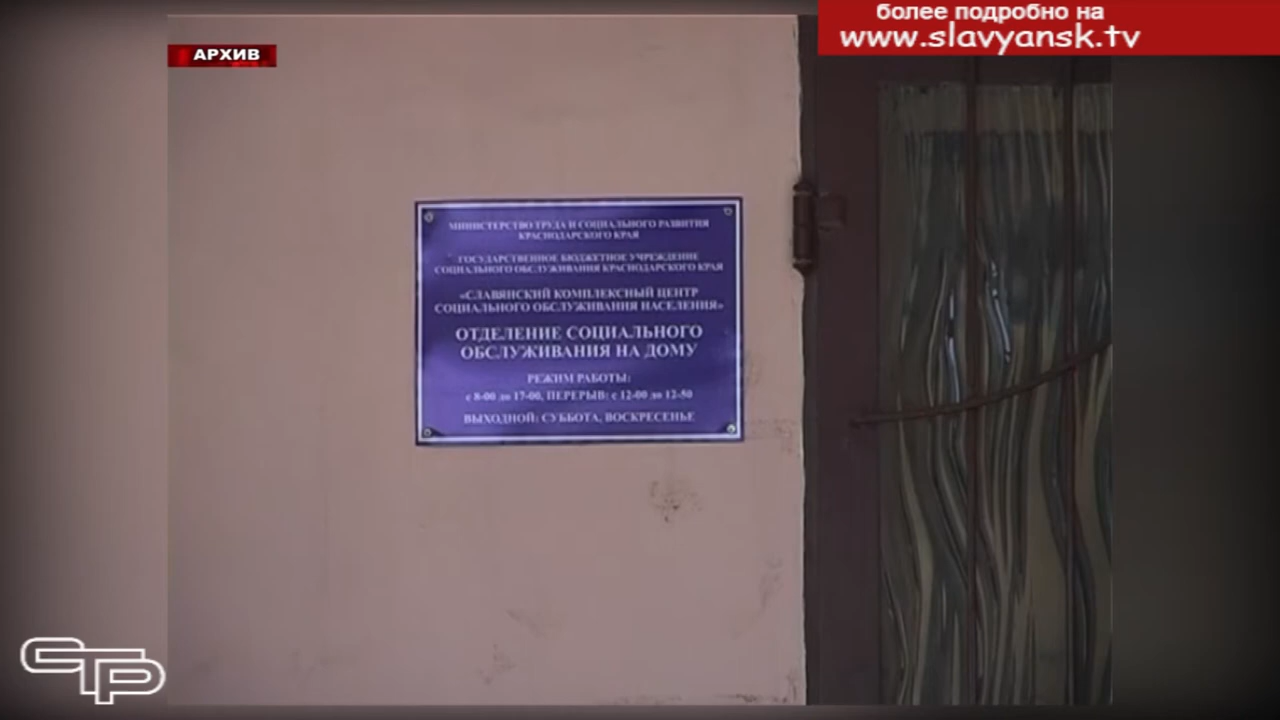 более подробно на
www.slavyansk.tv
АРХИВ
МИНИСТЕРСТВО ТРУДА И СОЦИАЛЬНОГО РАЗВИТИЯ
КРАСНОДАРСКОГО КРАЯ
ГОСУДАРСТВЕННОЕ БЮДЖЕТНОЕ УЧРЕЖДЕНИЕ
СОЦИАЛЬНОГО ОБСЛУЖИВАНИЯ КРАСНОДАРСКОГО КРАЯ
«СЛАВЯНСКИЙ КОМПЛЕКСНЫЙ ЦЕНТР
СОЦИАЛЬНОГО ОБСЛУЖИВАНИЯ НАСЕЛЕНИЯ»
ОТДЕЛЕНИЕ СОЦИАЛЬНОГО
ОБСЛУЖИВАНИЯ НА ДОМУ
РЕЖИМ РАБОТЫ:
с 8-00 до 17-00, ПЕРЕРЫВ: с 12-00 до 12-50
ВЫХОДНОЙ: СУББОТА, ВОСКРЕСЕНЬЕ
СТР